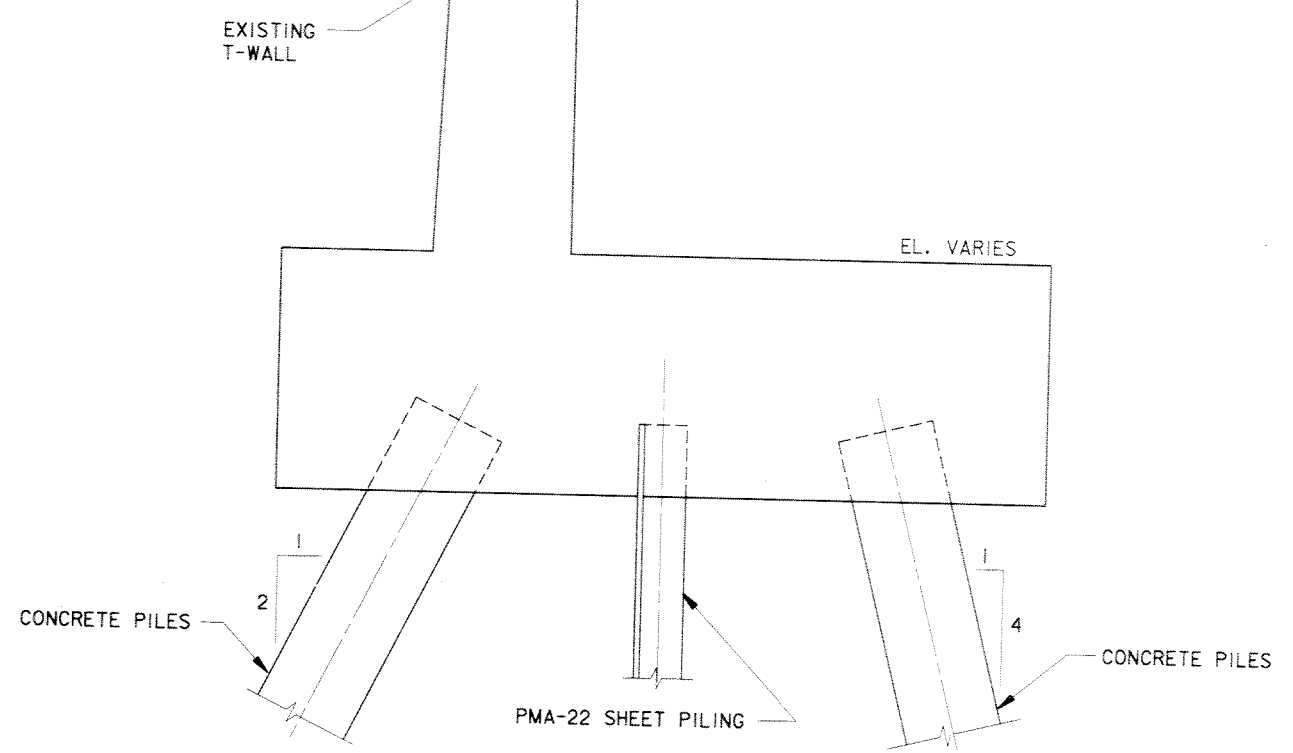 EXISTING
T-WALL
EL. VARIES
1
2
CONCRETE PILES
1
4
CONCRETE PILES
PMA-22 SHEET PILING